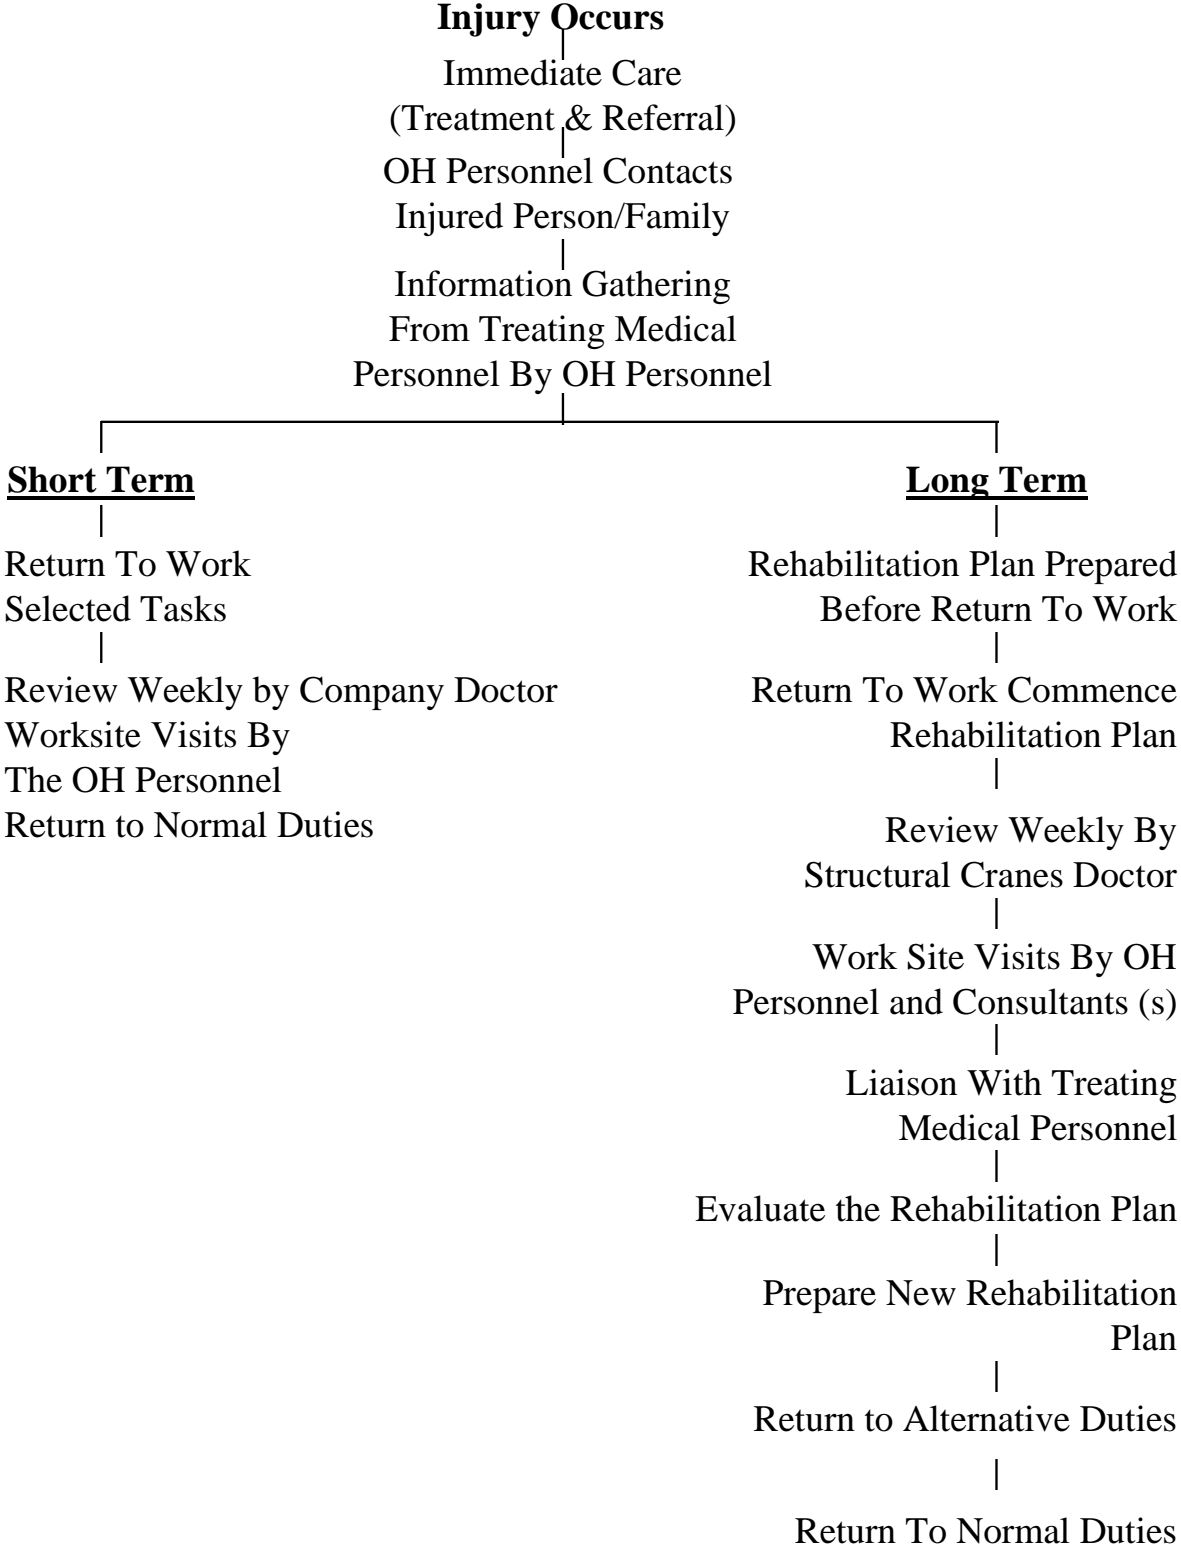 Injury Occurs
Immediate Care
(Treatment & Referral)
OH Personnel Contacts
Injured Person/Family
Information Gathering
From Treating Medical
Personnel By OH Personnel
Short Term
Return To Work
Selected Tasks
Review Weekly by Company Doctor
Worksite Visits By
The OH Personnel
Return to Normal Duties
Long Term
Rehabilitation Plan Prepared
Before Return To Work
Return To Work Commence
Rehabilitation Plan
Review Weekly By
Structural Cranes Doctor
Work Site Visits By OH
Personnel and Consultants (s)
Liaison With Treating
Medical Personnel
Evaluate the Rehabilitation Plan
Prepare New Rehabilitation
Plan
Return to Alternative Duties
Return To Normal Duties